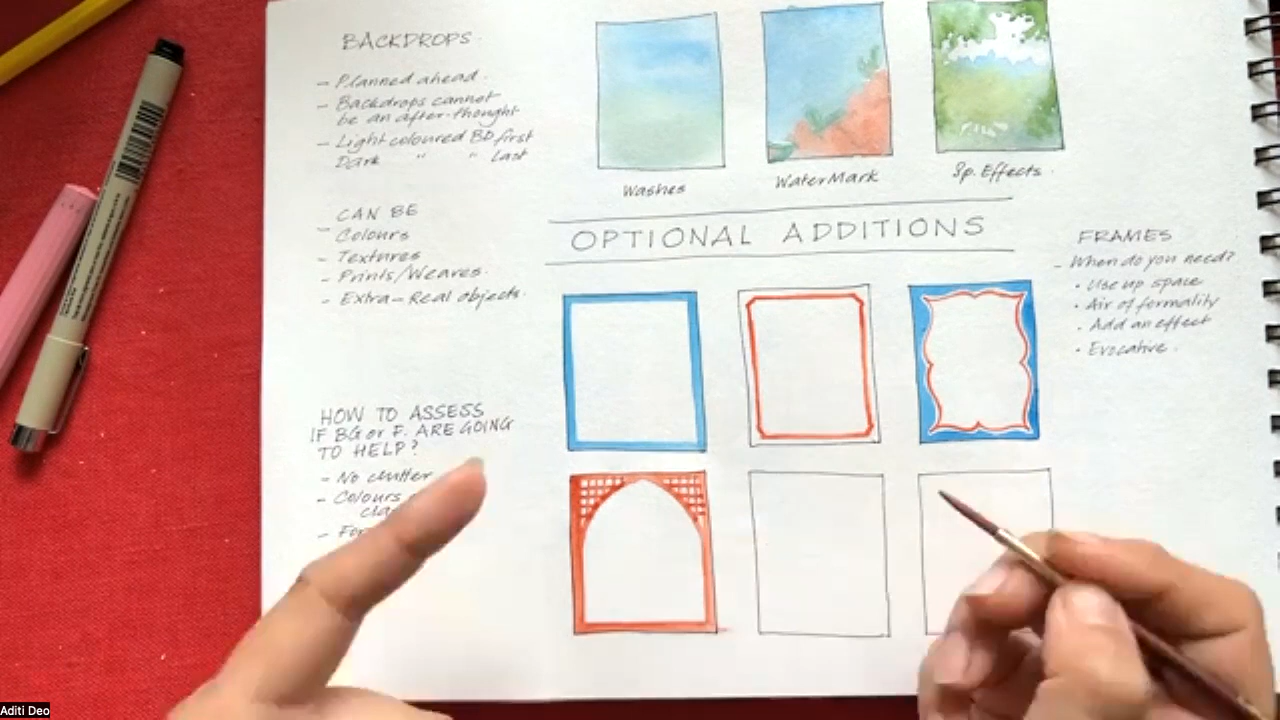 BACKDROPS
- Planned ahead.
- Backdrops cannot
be an after-thought
- Light coloured BD first
Dark " " Last
- CAN BE
Colours
- Textures
- Prints/Weaves.
- Extra-Real objects.
HOW TO ASSESS
IF BG or F. ARE GOING
TO HELP?
- No clutter
- Colours
Washes
WaterMark
Sp. Effects.
OPTIONAL ADDITIONS
FRAMES
- When do you need?
• Use up space
• Air of formality
• Add an effect
• Evocative.
Aditi Deo